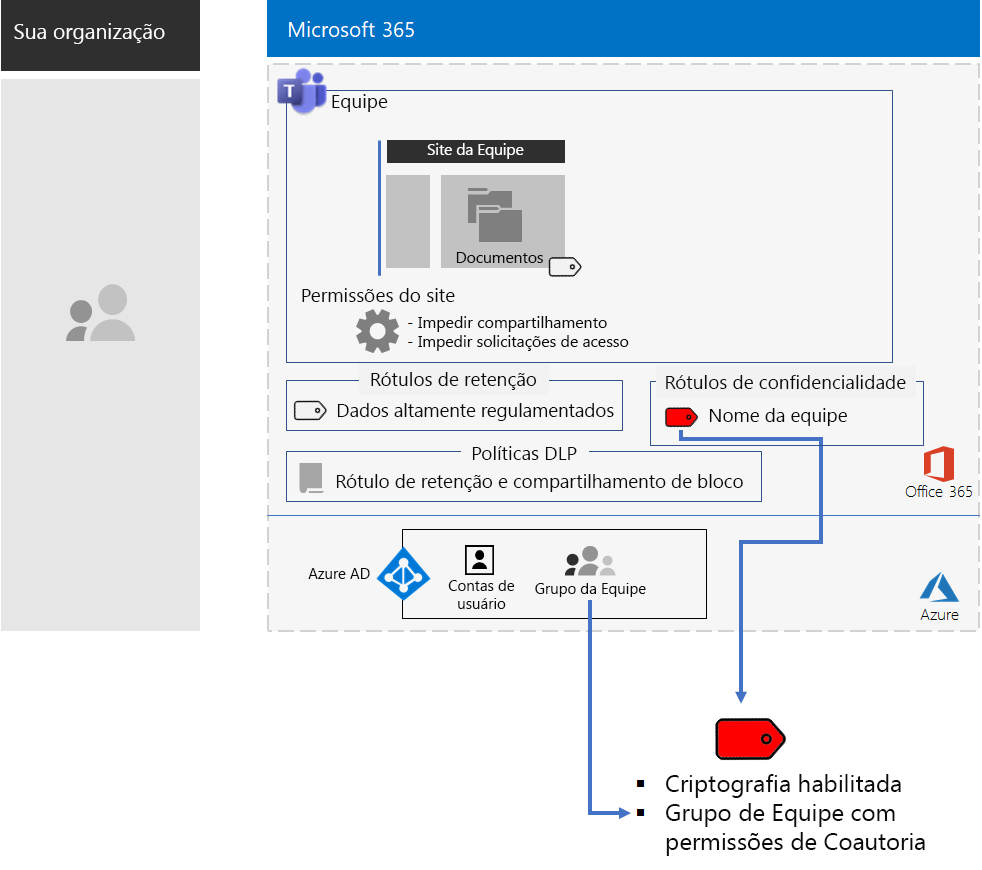 Sua organização
Microsoft 365
T
Equipe
Site da Equipe
Documentos
Permissões do site
- Impedir compartilhamento
- Impedir solicitações de acesso
Rótulos de retenção
Dados altamente regulamentados
Rótulos de confidencialidade
Nome da equipe
Políticas DLP
Rótulo de retenção e compartilhamento de bloco
Office 365
Azure AD
Contas de
usuário
Grupo da Equipe
Azure
▪ Criptografia habilitada
▪ Grupo de Equipe com
permissões de Coautoria